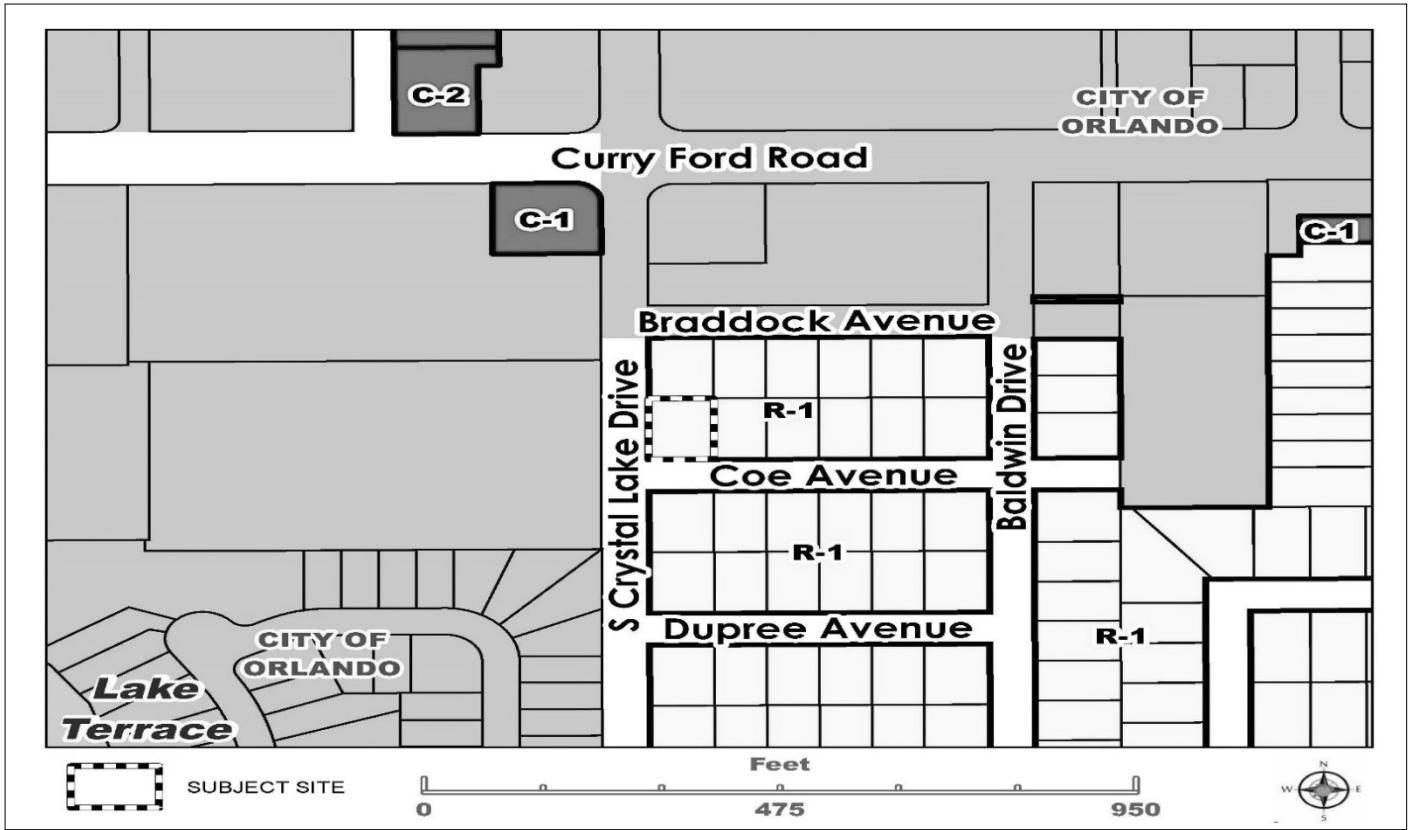 C-2
CITY OF
ORLANDO
Curry Ford Road
C-1
C-1
Braddock Avenue
S Crystal Lake Drive
Baldwin Drive
R-1
Coe Avenue
R-1
Dupree Avenue
R-1
CITY OF
ORLANDO
Lake
Terrace
SUBJECT SITE
Feet
0 475 950
N
W E
S